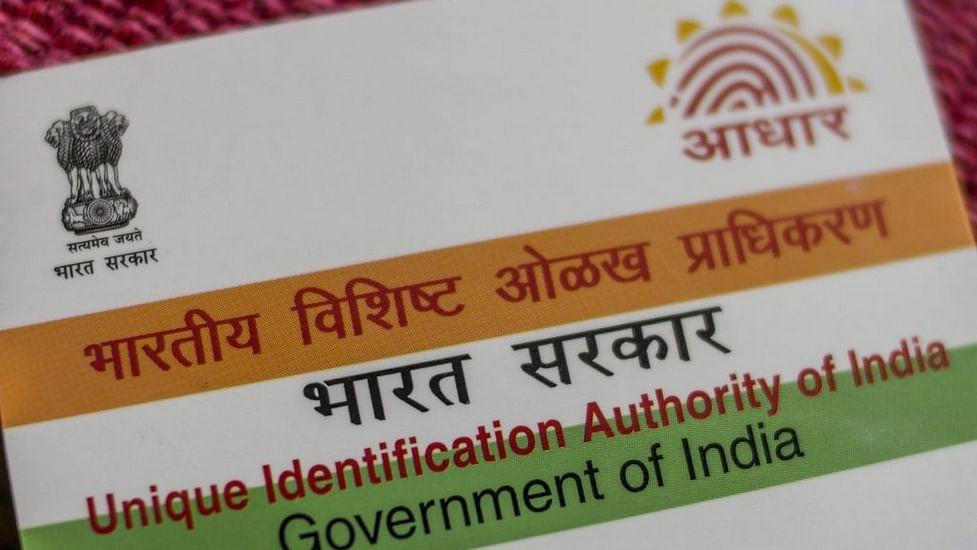 सत्यमेव जयते
भारत सरकार
आधार
भारतीय विशिष्ट ओळख प्राधिकरण
भारत सरकार
Unique Identification Authority of India
Government of India